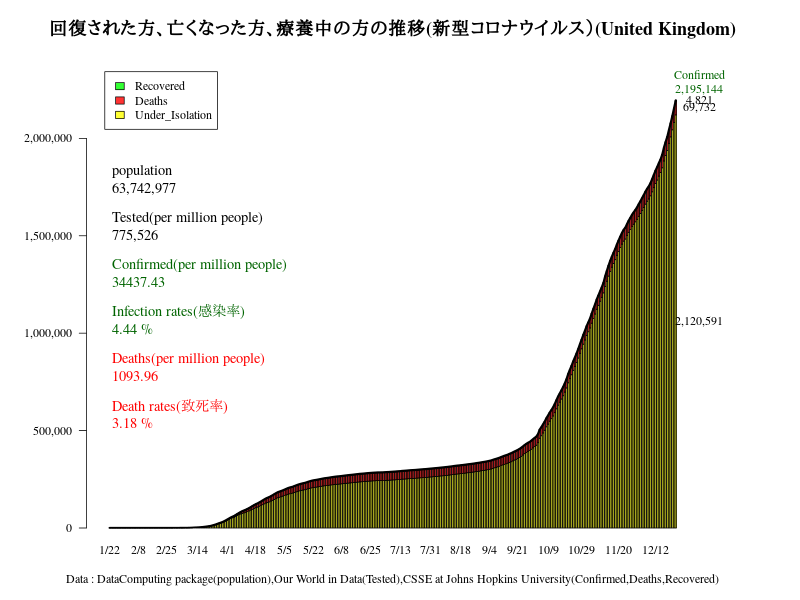 回復された方、亡くなった方、療養中の方の推移(新型コロナウイルス)(United Kingdom)
Confirmed
2,195,144
4,821
69,732
2,120,591
Recovered
Deaths
Under_Isolation
population
63,742,977
Tested(per million people)
775,526
Confirmed(per million people)
34437.43
Infection rates(感染率)
4.44 %
Deaths(per million people)
1093.96
Death rates(致死率)
3.18 %
2,000,000
1,500,000
1,000,000
500,000
0
1/22 2/8 2/25 3/14 4/1 4/18 5/5 5/22 6/8 6/25 7/13 7/31 8/18 9/4 9/21 10/9 10/29 11/20 12/12
Data : DataComputing package(population),Our World in Data(Tested),CSSE at Johns Hopkins University(Confirmed,Deaths,Recovered)